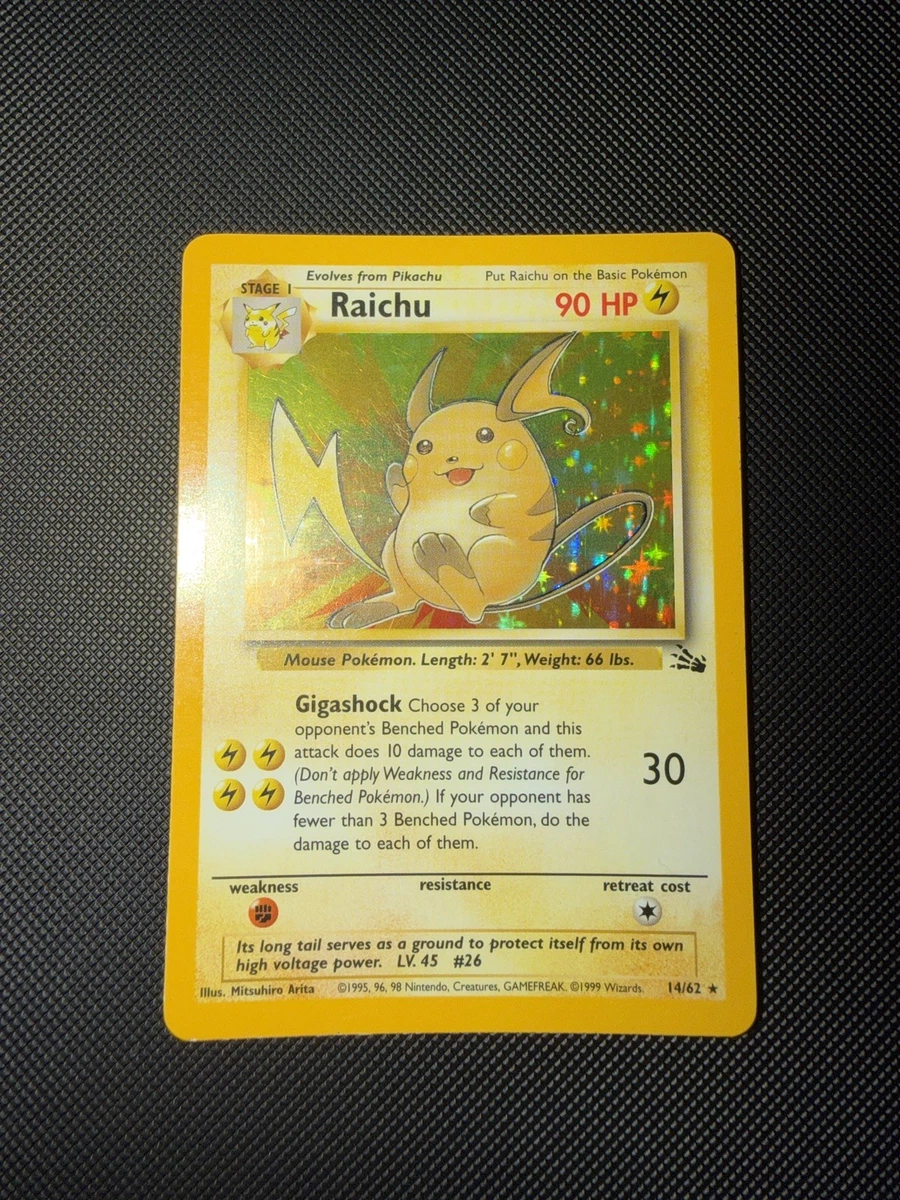 Evolves from Pikachu Put Raichu on the Basic Pokémon
STAGE 1
Raichu 90 HP
Mouse Pokémon. Length: 2' 7", Weight: 66 lbs.
Gigashock Choose 3 of your
opponent's Benched Pokémon and this
attack does 10 damage to each of them.
(Don't apply Weakness and Resistance for
Benched Pokémon.) If your opponent has
fewer than 3 Benched Pokémon, do the
damage to each of them.
30
weakness resistance retreat cost
Its long tail serves as a ground to protect itself from its own
high voltage power. LV. 45 #26
Illus. Mitsuhiro Arita ©1995, 96, 98 Nintendo, Creatures, GAMEFREAK. ©1999 Wizards. 14/62 ★